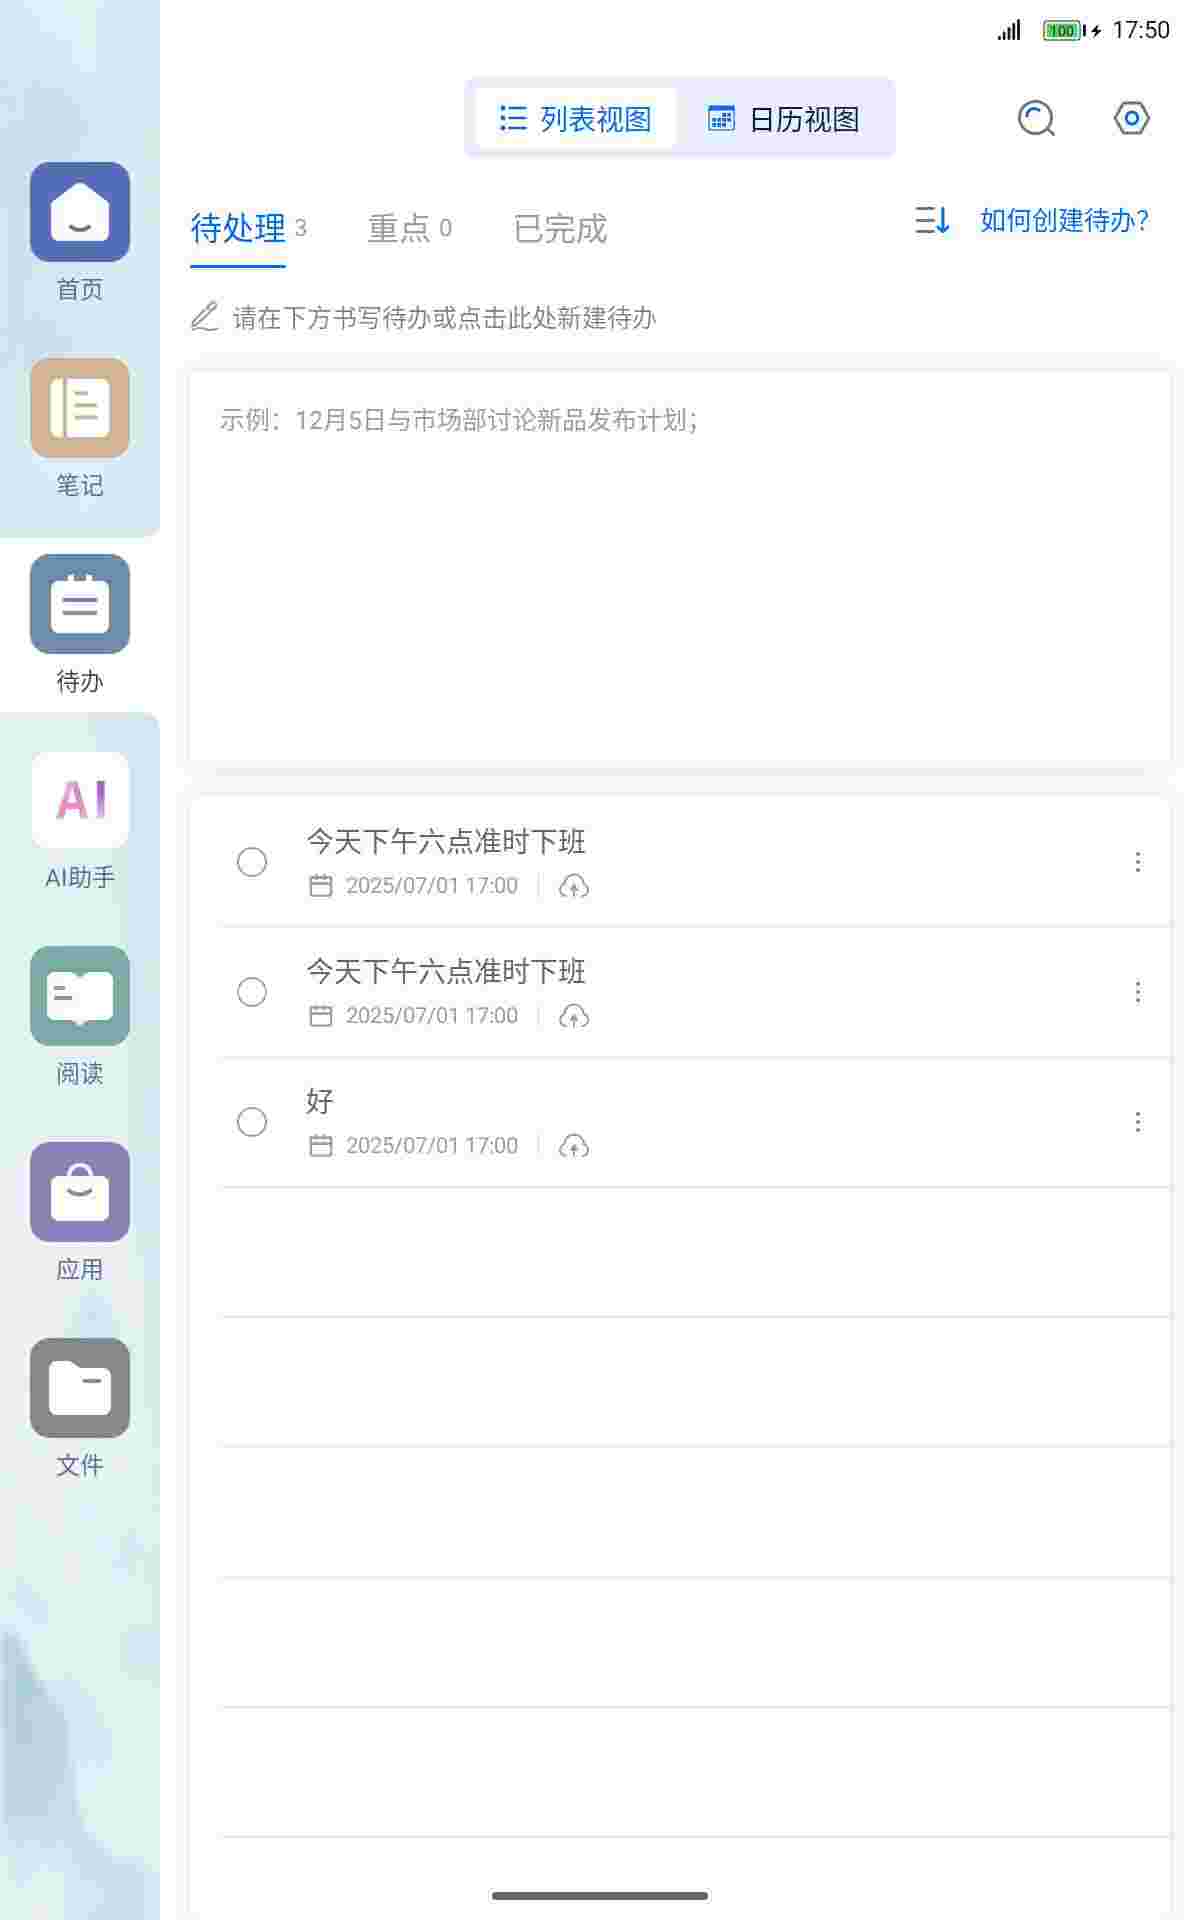 100 17:50
列表视图 日历视图
待处理 3 重点 0 已完成 如何创建待办?
请在下方书写待办或点击此处新建待办
示例：12月5日与市场部讨论新品发布计划；
今天下午六点准时下班
2025/07/01 17:00
今天下午六点准时下班
2025/07/01 17:00
好
2025/07/01 17:00
首页
笔记
待办
AI
AI助手
阅读
应用
文件